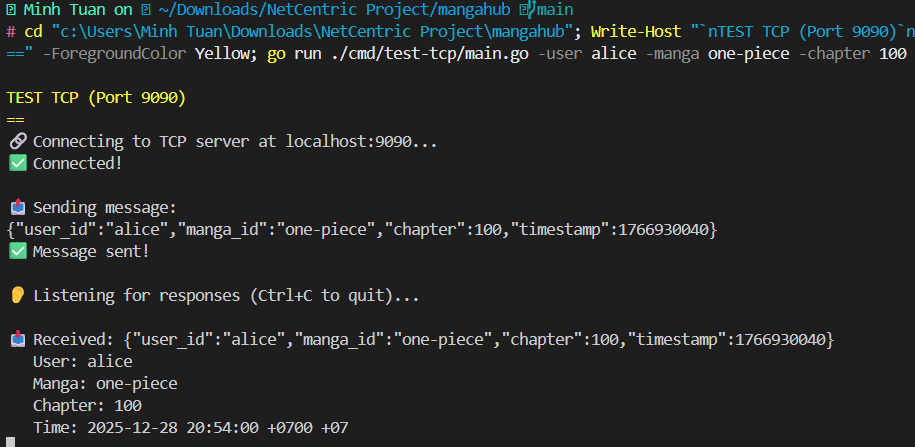 Minh Tuan on ~/Downloads/NetCentric Project/mangahub main
# cd "c:\Users\Minh Tuan\Downloads\NetCentric Project\mangahub"; Write-Host "`nTEST TCP (Port 9090)`n
==" -ForegroundColor Yellow; go run ./cmd/test-tcp/main.go -user alice -manga one-piece -chapter 100
TEST TCP (Port 9090)
==
🔗 Connecting to TCP server at localhost:9090...
✅ Connected!
📤 Sending message:
{"user_id":"alice","manga_id":"one-piece","chapter":100,"timestamp":1766930040}
✅ Message sent!
👂 Listening for responses (Ctrl+C to quit)...
📥 Received: {"user_id":"alice","manga_id":"one-piece","chapter":100,"timestamp":1766930040}
User: alice
Manga: one-piece
Chapter: 100
Time: 2025-12-28 20:54:00 +0700 +07